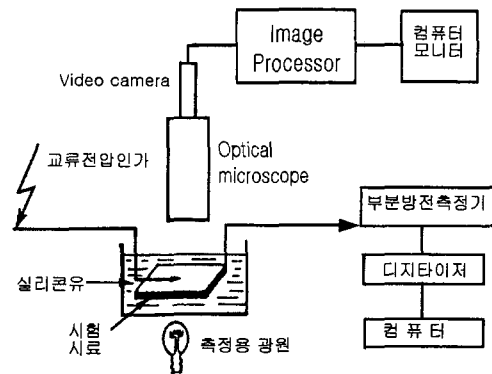 Image
Processor
컴퓨터
모니터
Video camera
Optical
microscope
교류전압인가
부분방전측정기
실리콘유
디지타이저
시험
시료
측정용 광원
컴 퓨 터